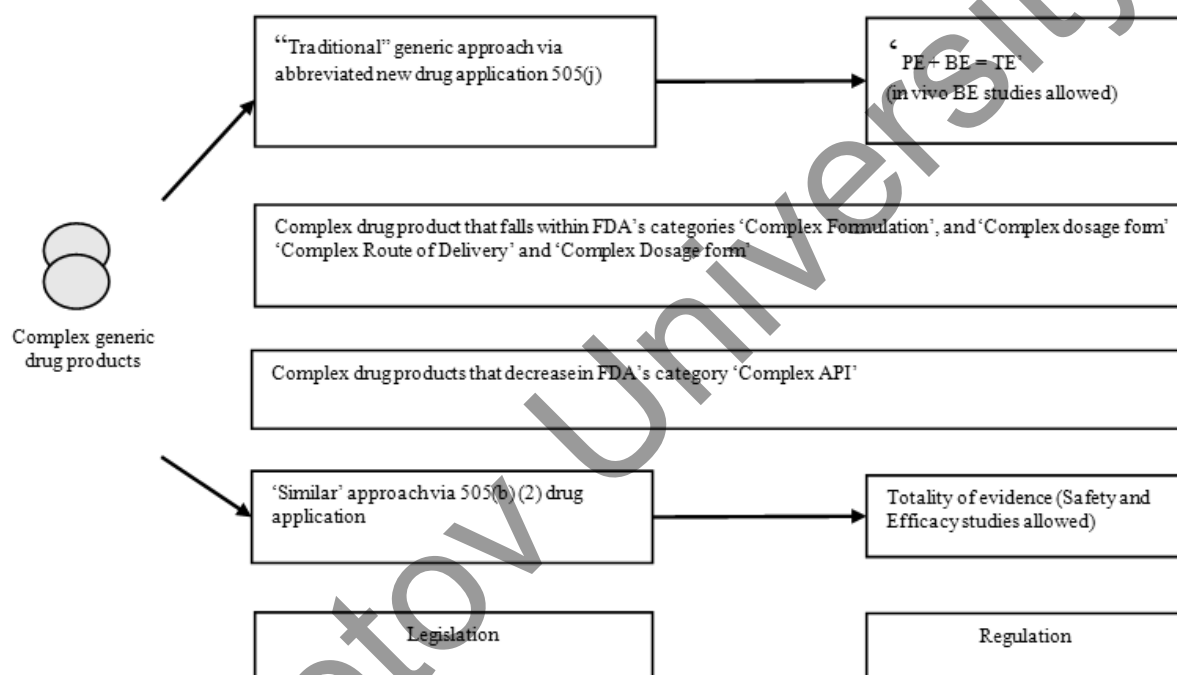 “Traditional” generic approach via
abbreviated new drug application 505(j)
‘ PE + BE = TE’
(in vivo BE studies allowed)
Complex drug product that falls within FDA’s categories ‘Complex Formulation’, and ‘Complex dosage form’
‘Complex Route of Delivery’ and ‘Complex Dosage form’
Complex generic
drug products
Complex drug products that decrease in FDA’s category ‘Complex API’
‘Similar’ approach via 505(b) (2) drug
application
Totality of evidence (Safety and
Efficacy studies allowed)
Legislation
Regulation
etov University